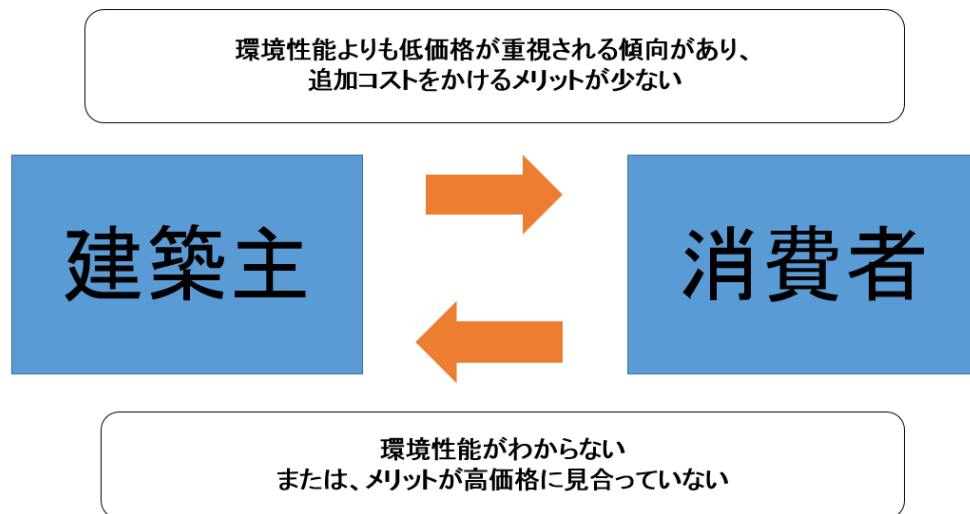 環境性能よりも低価格が重視される傾向があり、
追加コストをかけるメリットが少ない
建築主
消費者
環境性能がわからない
または、メリットが高価格に見合っていない